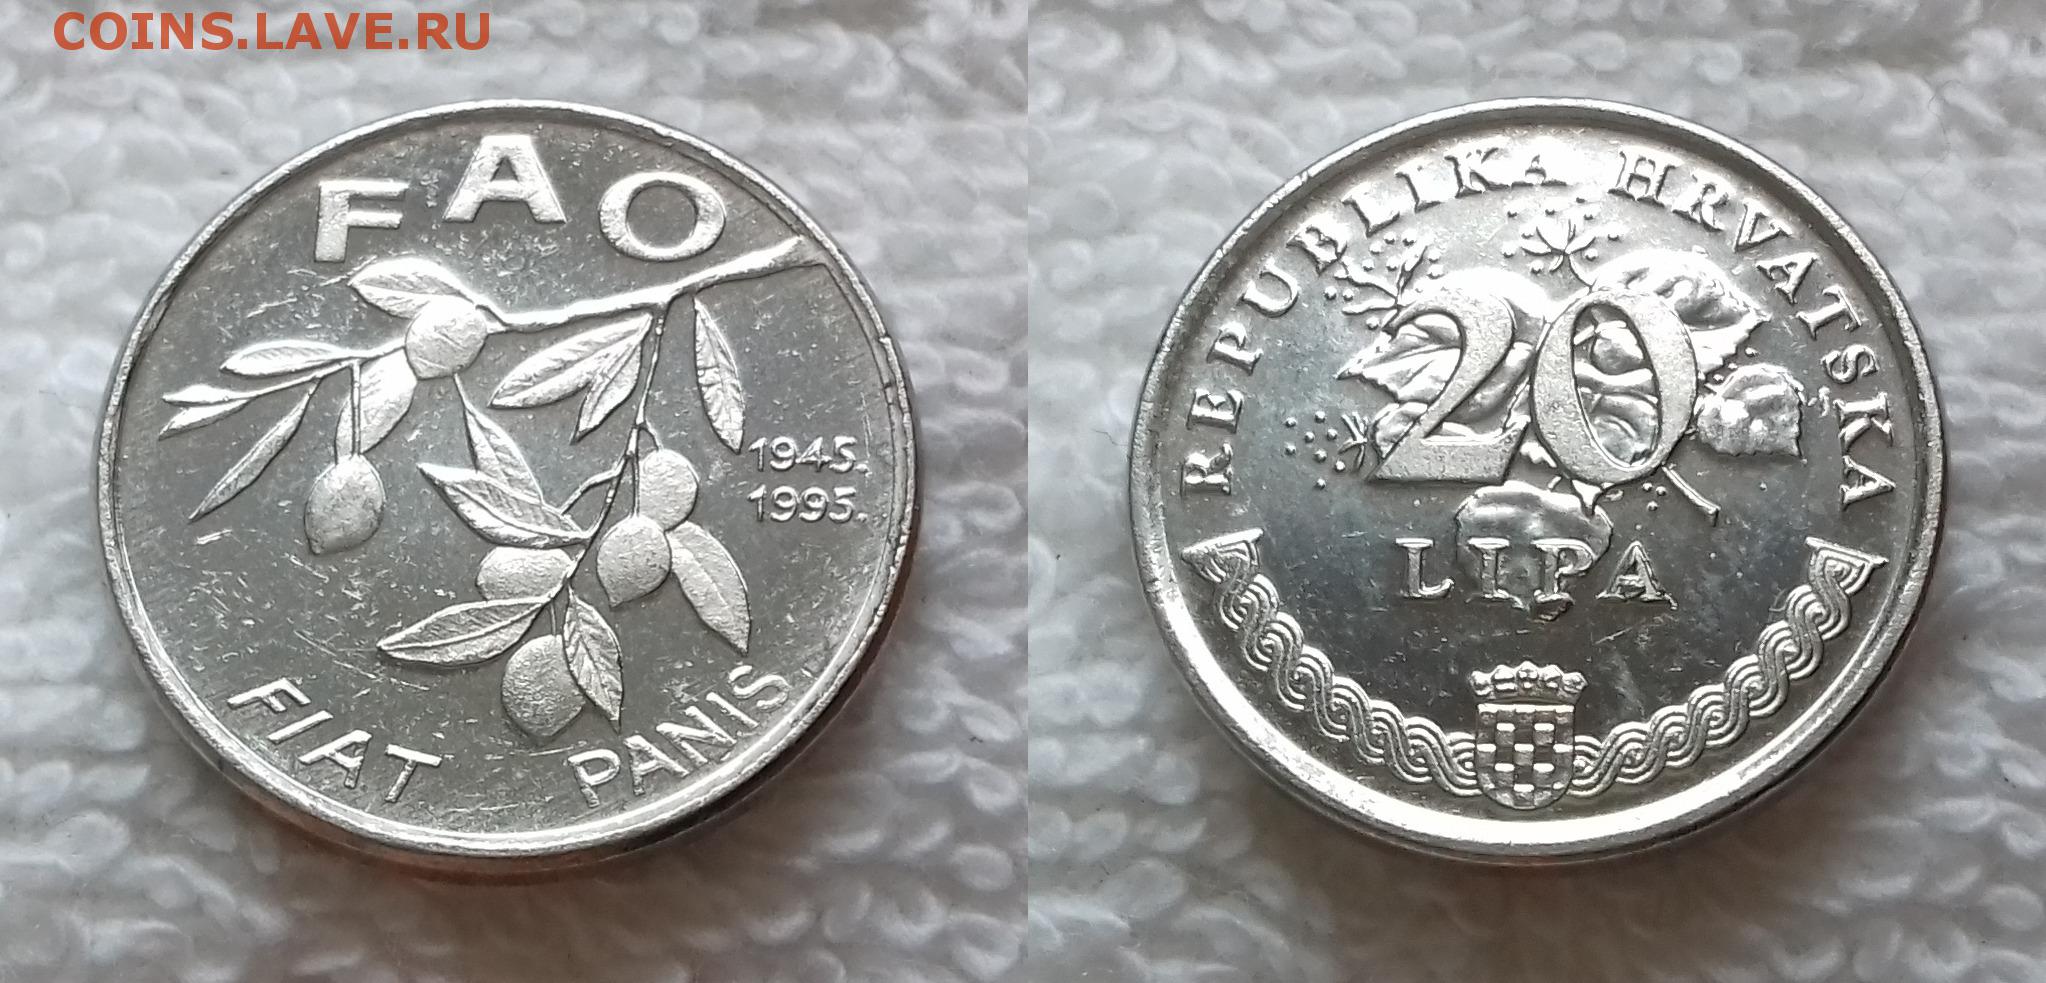 COINS.LAVE.RU
FAO
1945.
1995.
FIAT PANIS
REPUBLIKA HRVATSKA
20
LIPA